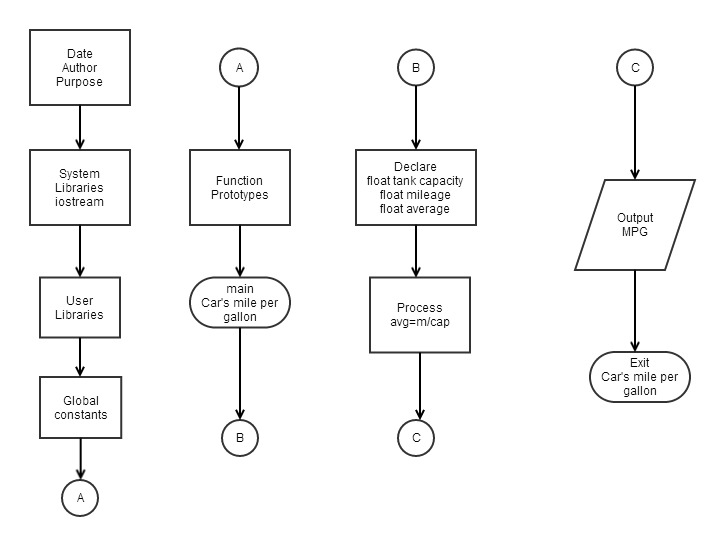 Date
Author
Purpose
System
Libraries
iostream
User
Libraries
Global
constants
A
A
Function
Prototypes
main
Car's mile per
gallon
B
B
Declare
float tank capacity
float mileage
float average
Process
avg=m/cap
C
C
Output
MPG
Exit
Car's mile per
gallon